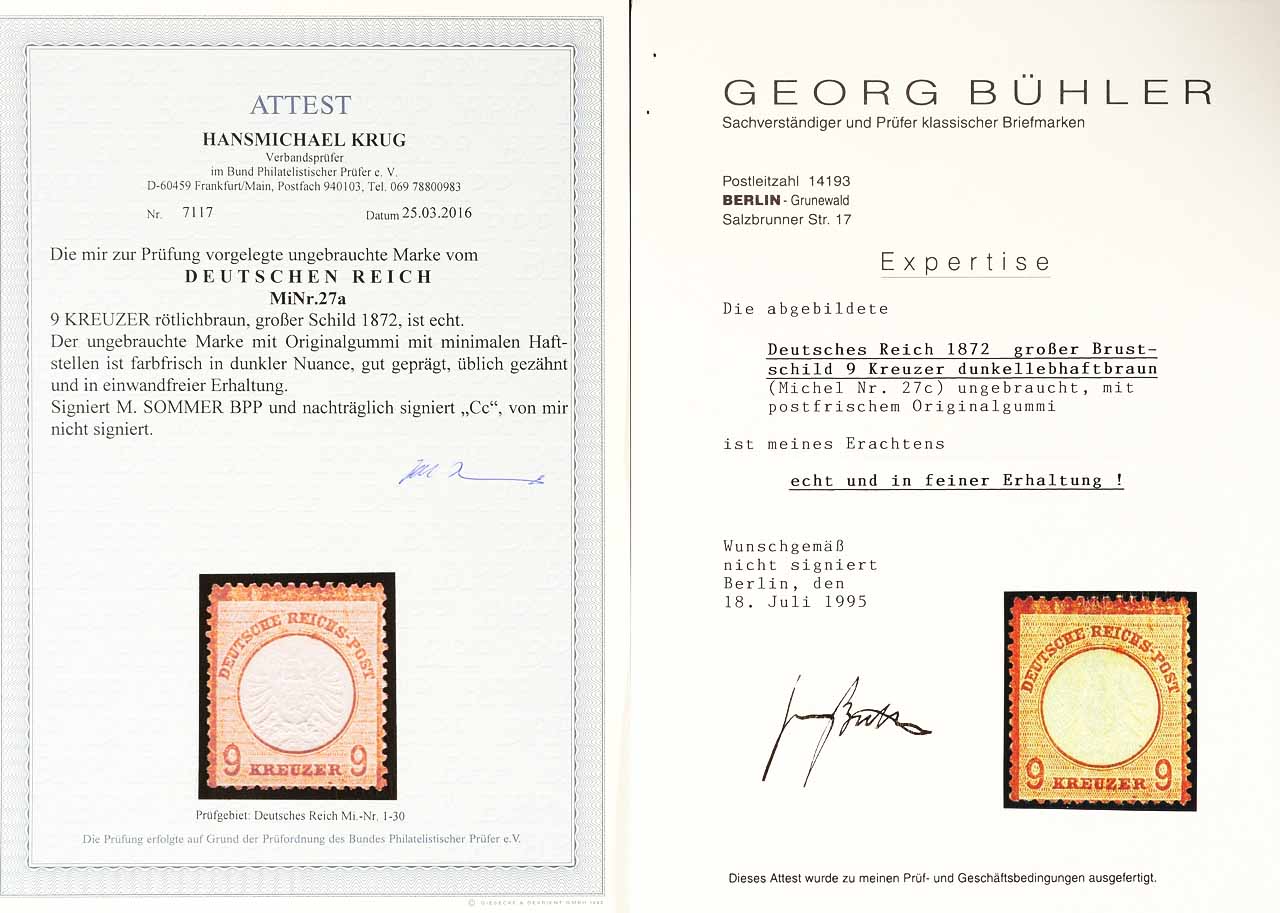 ATTEST
HANSMICHAEL KRUG
Verbandsprüfer
im Bund Philatelistischer Prüfer e. V.
D-60459 Frankfurt/Main, Postfach 940103, Tel. 069 78800983
Nr. 7117 Datum 25.03.2016
Die mir zur Prüfung vorgelegte ungebrauchte Marke vom
DEUTSCHEN REICH
MiNr.27a
9 KREUZER rötlichbraun, großer Schild 1872, ist echt.
Der ungebrauchte Marke mit Originalgummi mit minimalen Haft-
stellen ist farbfrisch in dunkler Nuance, gut geprägt, üblich gezähnt
und in einwandfreier Erhaltung.
Signiert M. SOMMER BPP und nachträglich signiert „Cc“, von mir
nicht signiert.
DEUTSCHE REICHS-POST
9 KREUZER 9
Prüfgebiet: Deutsches Reich Mi.-Nr. 1-30
Die Prüfung erfolgte auf Grund der Prüfordnung des Bundes Philatelistischer Prüfer e.V.
© GIESECKE & DEVRIENT GMBH
GEORG BÜHLER
Sachverständiger und Prüfer klassischer Briefmarken
Postleitzahl 14193
BERLIN - Grunewald
Salzbrunner Str. 17
Expertise
Die abgebildete
Deutsches Reich 1872 großer Brust-
schild 9 Kreuzer dunkellebhaftbraun
(Michel Nr. 27c) ungebraucht, mit
postfrischem Originalgummi
ist meines Erachtens
echt und in feiner Erhaltung !
Wunschgemäß
nicht signiert
Berlin, den
18. Juli 1995
DEUTSCHE REICHS-POST
9 KREUZER 9
Dieses Attest wurde zu meinen Prüf- und Geschäftsbedingungen ausgefertigt.